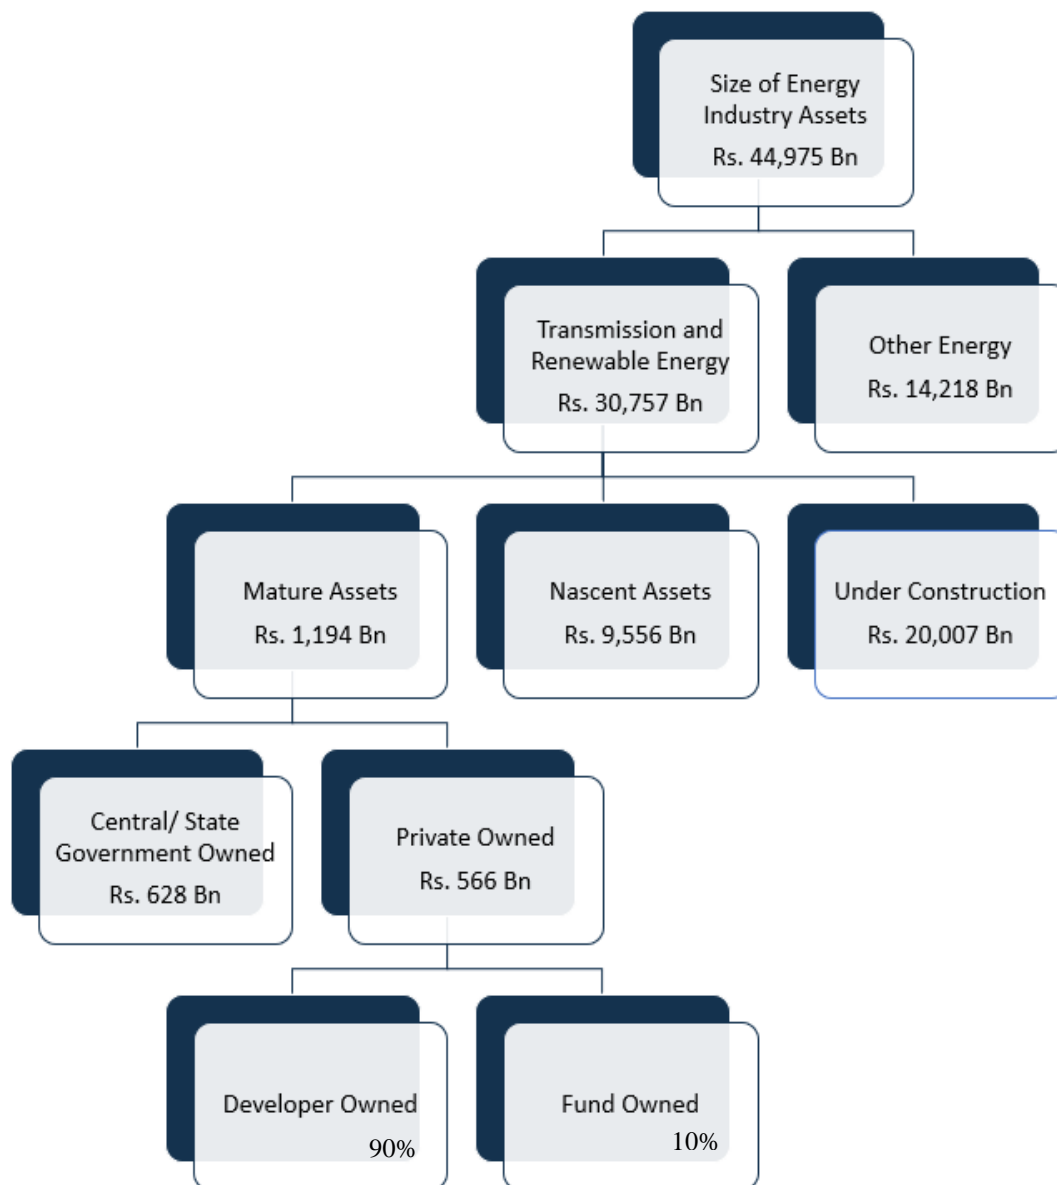 Size of Energy
Industry Assets
Rs. 44,975 Bn
Transmission and
Renewable Energy
Rs. 30,757 Bn
Other Energy
Rs. 14,218 Bn
Mature Assets
Rs. 1,194 Bn
Nascent Assets
Rs. 9,556 Bn
Under Construction
Rs. 20,007 Bn
Central/ State
Government Owned
Rs. 628 Bn
Private Owned
Rs. 566 Bn
Developer Owned
90%
Fund Owned
10%